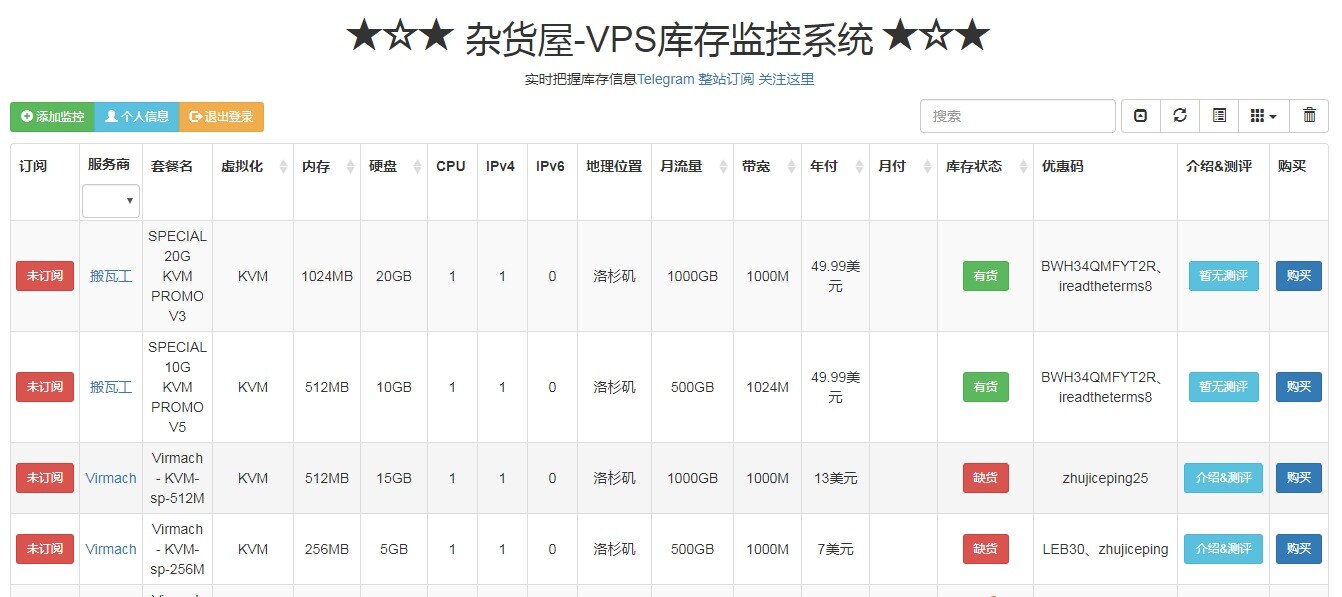 ★☆★ 杂货屋-VPS库存监控系统 ★☆★
实时把握库存信息Telegram 整站订阅 关注这里
添加监控 个人信息 退出登录 搜索
订阅 服务商 套餐名 虚拟化 内存 硬盘 CPU IPv4 IPv6 地理位置 月流量 带宽 年付 月付 库存状态 优惠码 介绍&测评 购买
SPECIAL
20G
KVM
PROMO
V3
未订阅 搬瓦工 KVM 1024MB 20GB 1 1 0 洛杉矶 1000GB 1000M
49.99美
元
有货
BWH34QMFYT2R、
ireadtheterms8
暂无测评 购买
SPECIAL
10G
KVM
PROMO
V5
未订阅 搬瓦工 KVM 512MB 10GB 1 1 0 洛杉矶 500GB 1024M
49.99美
元
有货
BWH34QMFYT2R、
ireadtheterms8
暂无测评 购买
Virmach
- KVM-
sp-512M
未订阅 Virmach KVM 512MB 15GB 1 1 0 洛杉矶 1000GB 1000M 13美元 缺货 zhujiceping25 介绍&测评 购买
Virmach
- KVM-
sp-256M
未订阅 Virmach KVM 256MB 5GB 1 1 0 洛杉矶 500GB 1000M 7美元 缺货 LEB30、zhujiceping 介绍&测评 购买